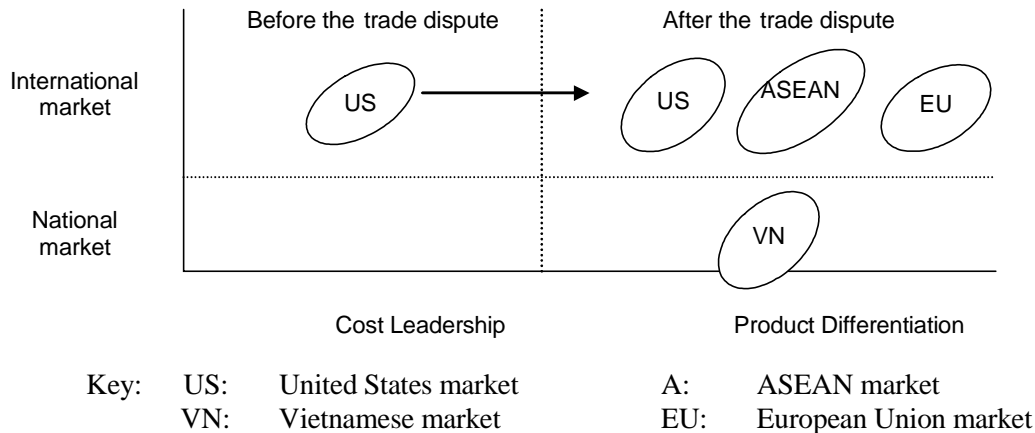 Before the trade dispute After the trade dispute
International
market
US US ASEAN EU
National
market
VN
Cost Leadership Product Differentiation
Key: US: United States market A: ASEAN market
VN: Vietnamese market EU: European Union market